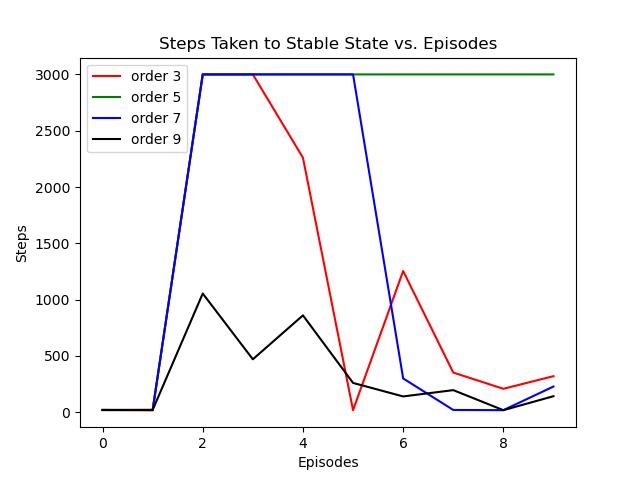 Steps Taken to Stable State vs. Episodes
order 3
order 5
order 7
order 9
3000
2500
2000
1500
1000
500
0
Steps
0 2 4 6 8
Episodes